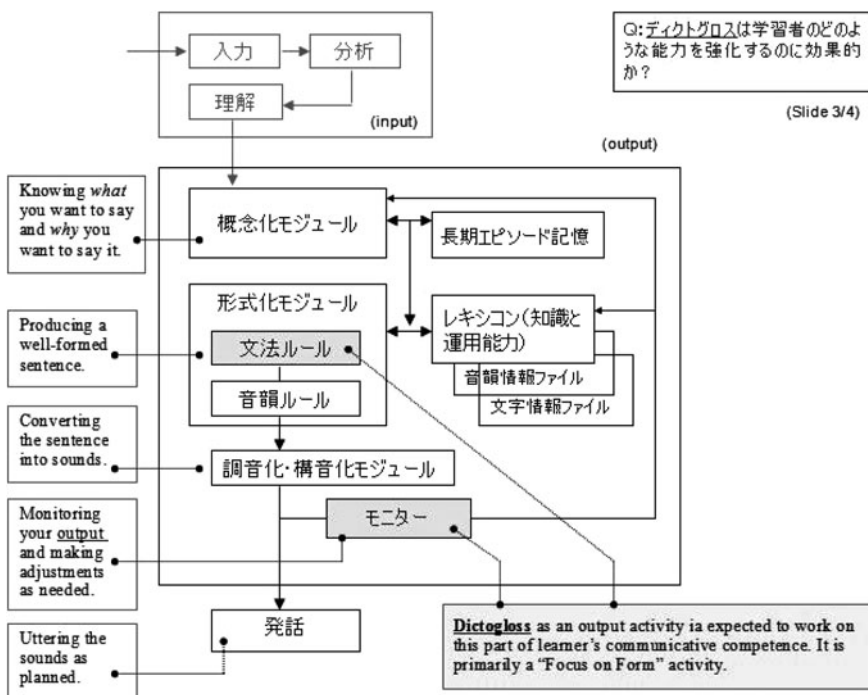 入力
分析
理解
(input)
Q:ディクトグロスは学習者のどのよ
うな能力を強化するのに効果的
か?
(Slide 3/4)
(output)
Knowing what
you want to say
and why you
want to say it.
概念化モジュール
長期エピソード記憶
形式化モジュール
レキシコン(知識と
運用能力)
Producing a
well-formed
sentence.
文法ルール
音韻情報ファイル
音韻ルール
文字情報ファイル
Converting
the sentence
into sounds.
調音化・構音化モジュール
Monitoring
your output
and making
adjustments
as needed.
モニター
Uttering the
sounds as
planned.
発話
Dictogloss as an output activity ia expected to work on
this part of learner's communicative competence. It is
primarily a "Focus on Form" activity.